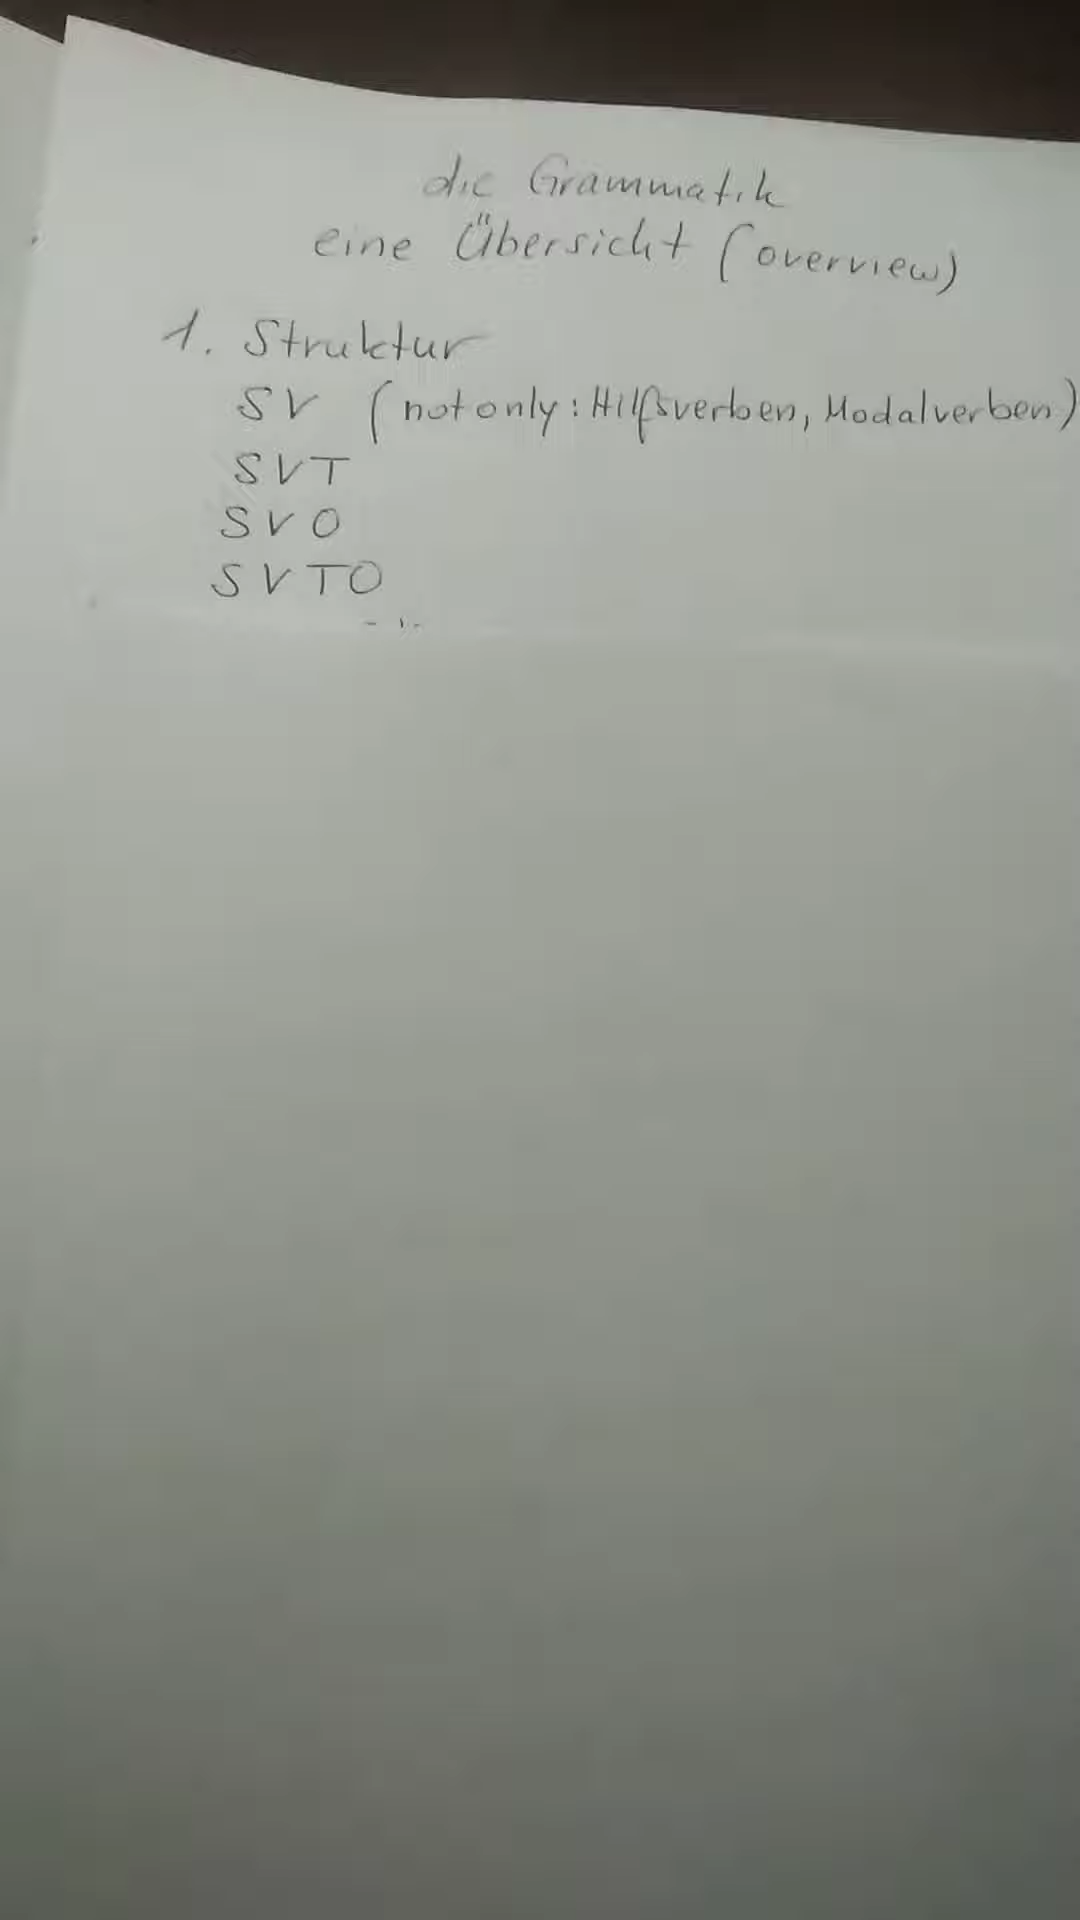 die Grammatik
eine Übersicht (overview)
1. Struktur
SV (not only: Hilfsverben, Modalverben)
SVT
SVO
SVTO
...